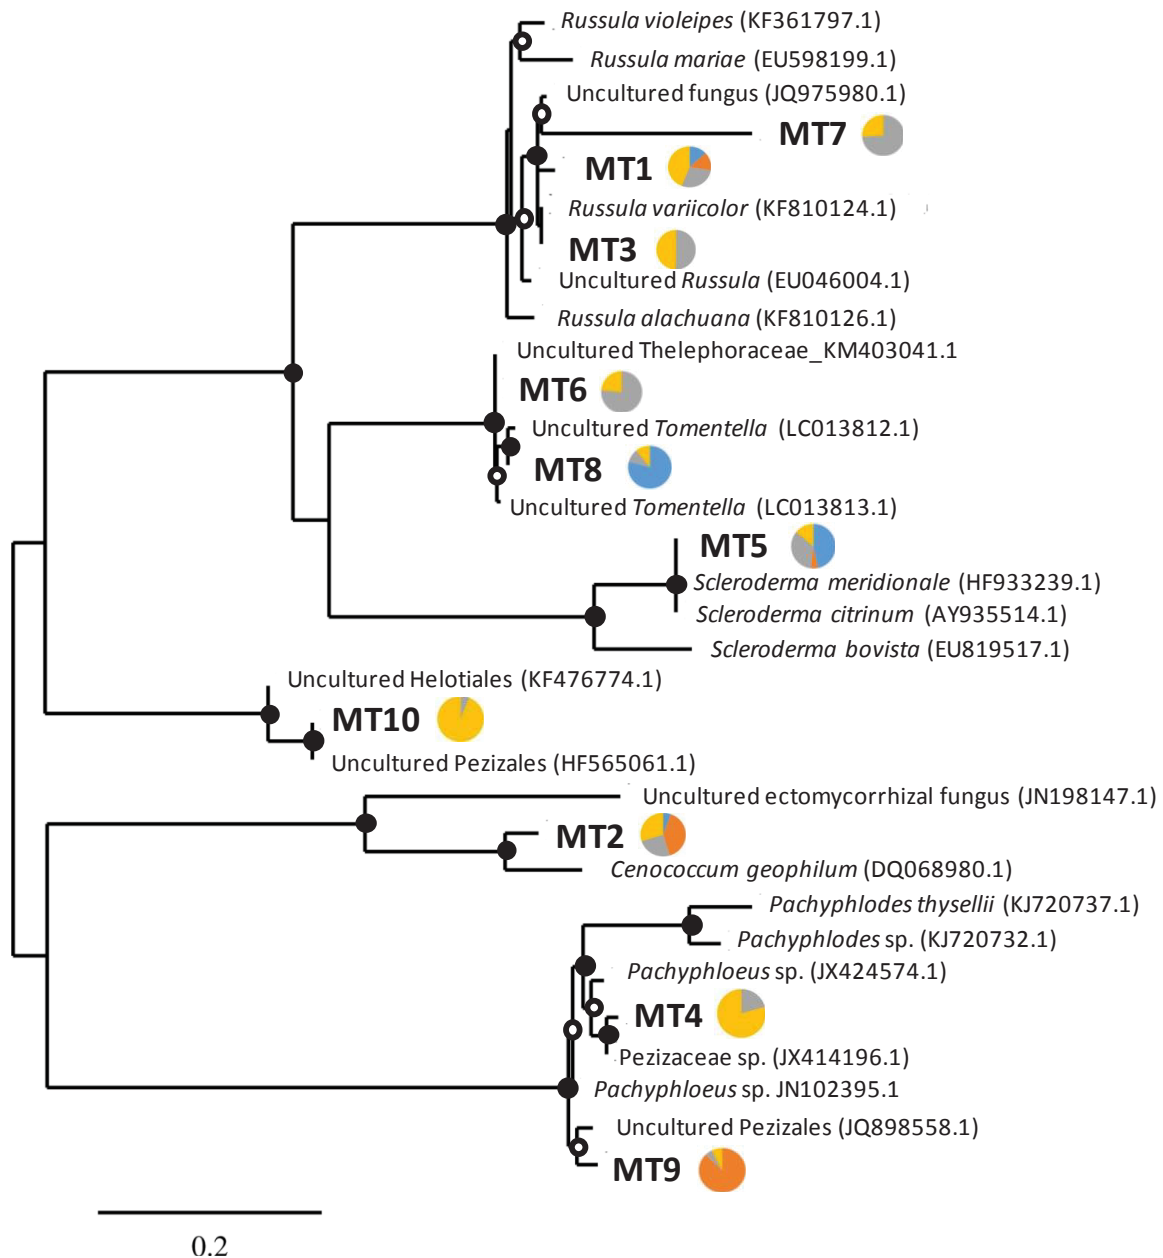 Russula violeipes (KF361797.1)
Russula mariae (EU598199.1)
Uncultured fungus (JQ975980.1)
MT7
MT1
Russula variicolor (KF810124.1)
MT3
Uncultured Russula (EU046004.1)
Russula alachuana (KF810126.1)
Uncultured Thelephoraceae_KM403041.1
MT6
Uncultured Tomentella (LC013812.1)
MT8
Uncultured Tomentella (LC013813.1)
MT5
Scleroderma meridionale (HF933239.1)
Scleroderma citrinum (AY935514.1)
Scleroderma bovista (EU819517.1)
Uncultured Helotiales (KF476774.1)
MT10
Uncultured Pezizales (HF565061.1)
Uncultured ectomycorrhizal fungus (JN198147.1)
MT2
Cenococcum geophilum (DQ068980.1)
Pachyphlodes thysellii (KJ720737.1)
Pachyphlodes sp. (KJ720732.1)
Pachyphloeus sp. (JX424574.1)
MT4
Pezizaceae sp. (JX414196.1)
Pachyphloeus sp. JN102395.1
Uncultured Pezizales (JQ898558.1)
MT9
0.2